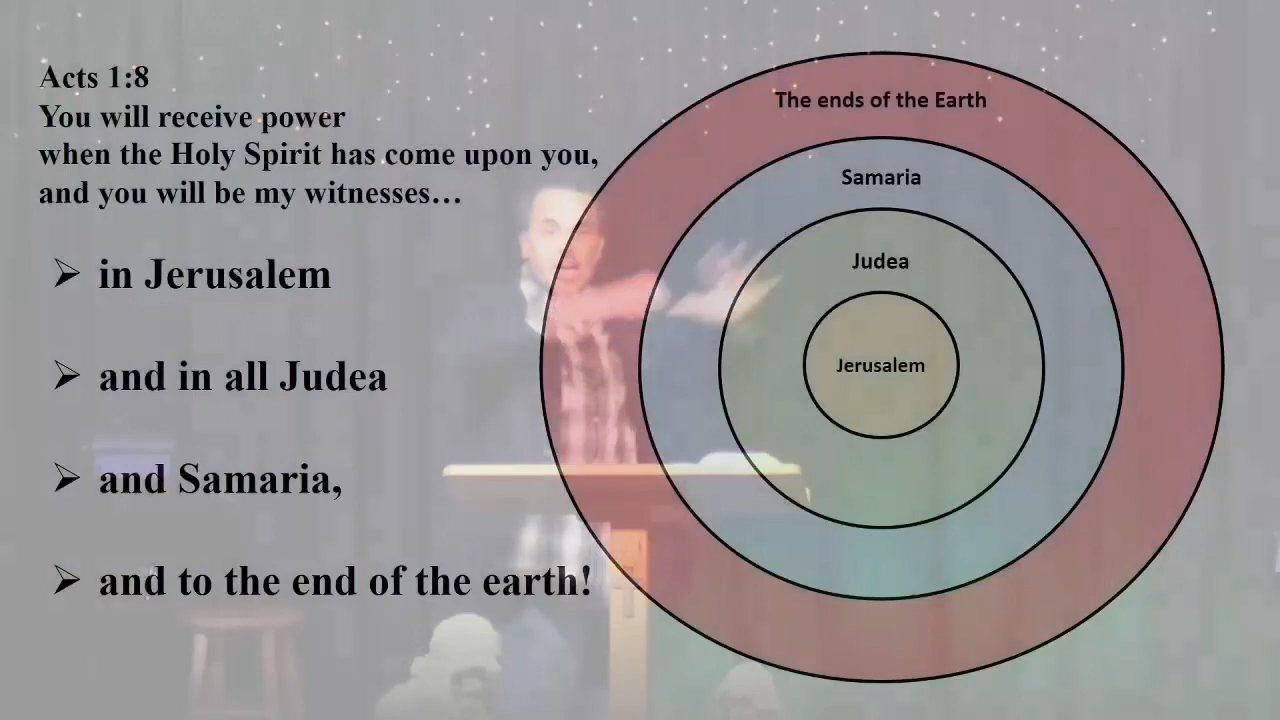 Acts 1:8
You will receive power
when the Holy Spirit has come upon you,
and you will be my witnesses…
in Jerusalem
and in all Judea
and Samaria,
and to the end of the earth!
The ends of the Earth
Samaria
Judea
Jerusalem